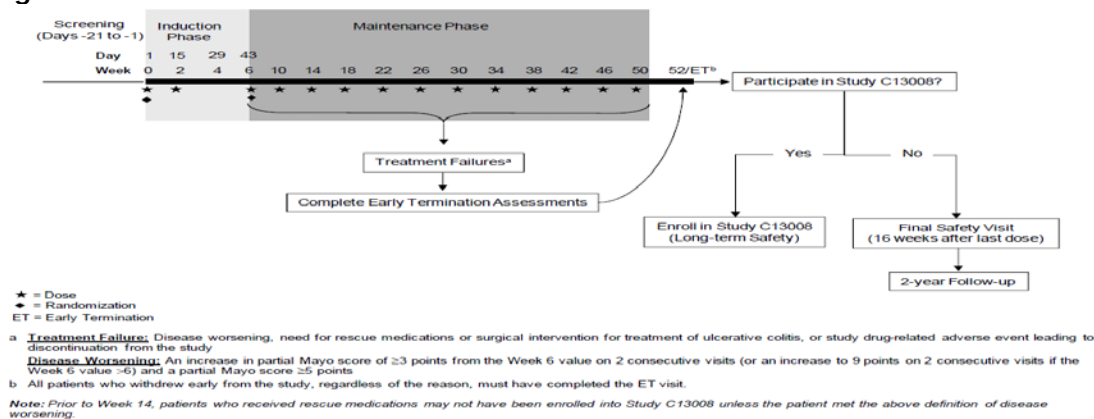 Screening
(Days -21 to -1)
Induction
Phase
Maintenance Phase
Day 1 15 29 43
Week 0 2 4 6 10 14 18 22 26 30 34 38 42 46 50 52/ETb
Participate in Study C13008?
Treatment Failuresa
Yes
No
Complete Early Termination Assessments
Enroll in Study C13008
(Long-term Safety)
Final Safety Visit
(16 weeks after last dose)
2-year Follow-up
★ = Dose
◆ = Randomization
ET = Early Termination
a Treatment Failure: Disease worsening, need for rescue medications or surgical intervention for treatment of ulcerative colitis, or study drug-related adverse event leading to
discontinuation from the study
Disease Worsening: An increase in partial Mayo score of ≥3 points from the Week 6 value on 2 consecutive visits (or an increase to 9 points on 2 consecutive visits if the
Week 6 value >6) and a partial Mayo score ≥5 points
b All patients who withdrew early from the study, regardless of the reason, must have completed the ET visit.
Note: Prior to Week 14, patients who received rescue medications may not have been enrolled into Study C13008 unless the patient met the above definition of disease
worsening.